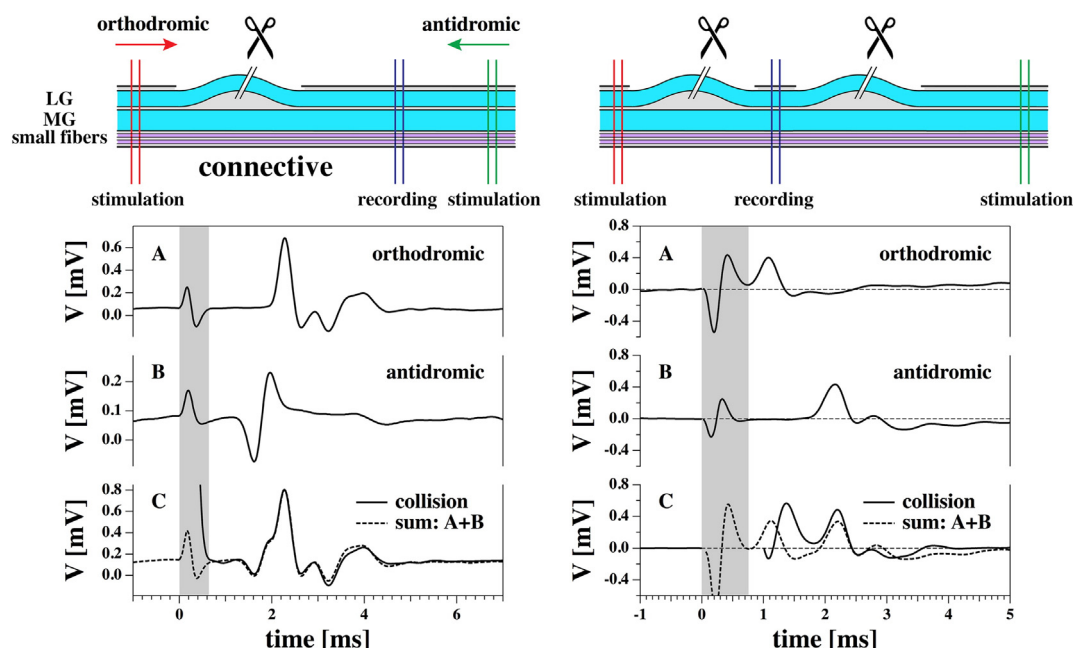 orthodromic
antidromic
LG
MG
small fibers
connective
stimulation
recording
stimulation
stimulation
recording
stimulation
A
orthodromic
V [mV]
0.6
0.2
0.0
B
antidromic
V [mV]
0.2
0.1
0.0
C
collision
sum: A+B
V [mV]
0.8
0.4
0.2
0.0
0 2 4 6
time [ms]
A
orthodromic
V [mV]
0.8
0.4
0.0
-0.4
B
antidromic
V [mV]
0.8
0.4
0.0
-0.4
C
collision
sum: A+B
V [mV]
0.8
0.4
0.0
-0.4
-1 0 1 2 3 4 5
time [ms]